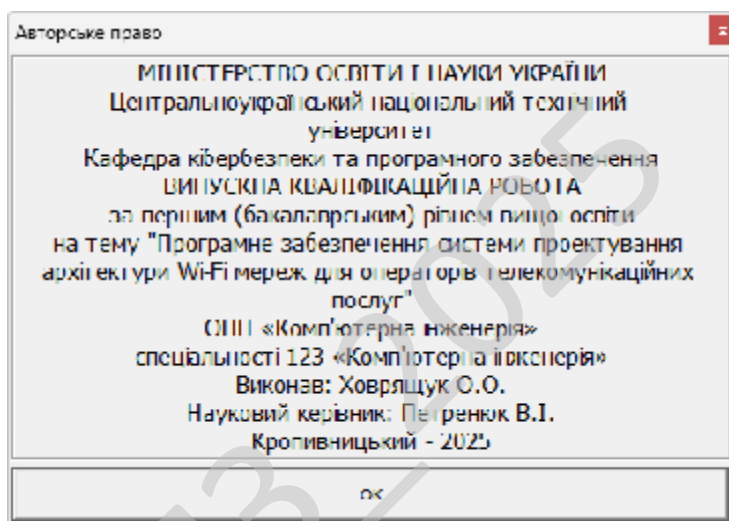 Авторське право
МІНІСТЕРСТВО ОСВІТИ І НАУКИ УКРАЇНИ
Центральноукраїнський національний технічний
університет
Кафедра кібербезпеки та програмного забезпечення
ВИПУСКНА КВАЛІФІКАЦІЙНА РОБОТА
за першим (бакалаврським) рівнем вищої освіти
на тему "Програмне забезпечення системи проектування
архітектури Wi-Fi мереж для операторів телекомунікаційних
послуг"
ОПП «Комп'ютерна інженерія»
спеціальності 123 «Комп'ютерна інженерія»
Виконав: Ховрящук О.О.
Науковий керівник: Петренюк В.І.
Кропивницький - 2025
ОК
3_2025